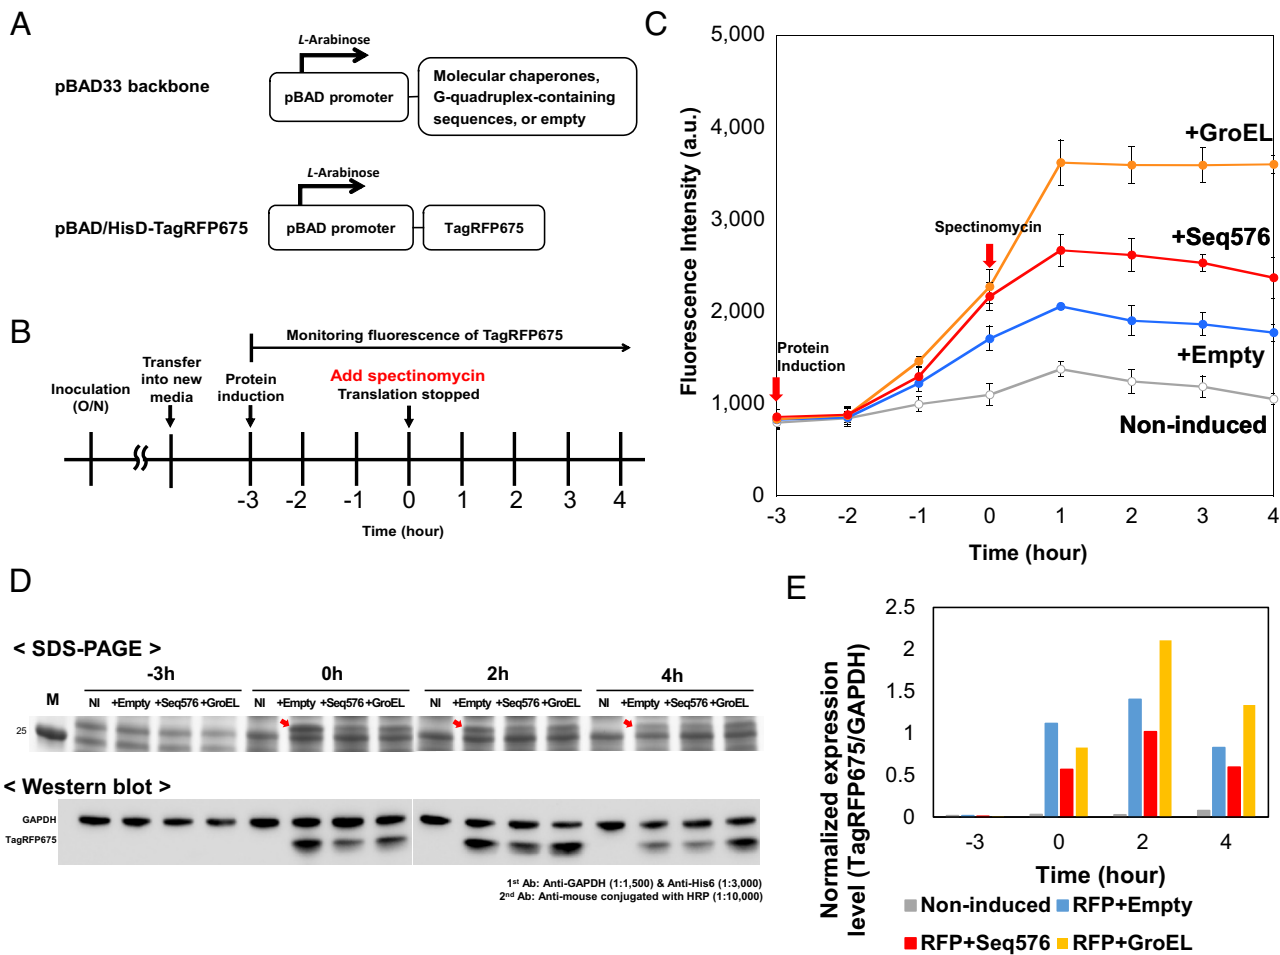 A
L-Arabinose
pBAD33 backbone
pBAD promoter
Molecular chaperones,
G-quadruplex-containing
sequences, or empty
L-Arabinose
pBAD/HisD-TagRFP675
pBAD promoter
TagRFP675
B
Monitoring fluorescence of TagRFP675
Inoculation
(O/N)
Transfer
into new
media
Protein
induction
Add spectinomycin
Translation stopped
-3 -2 -1 0 1 2 3 4
Time (hour)
C
Fluorescence Intensity (a.u.)
5,000
4,000
3,000
2,000
1,000
0
Protein
Induction
Spectinomycin
+GroEL
+Seq576
+Empty
Non-induced
-3 -2 -1 0 1 2 3 4
Time (hour)
D
< SDS-PAGE >
-3h 0h 2h 4h
M NI +Empty +Seq576 +GroEL NI +Empty +Seq576 +GroEL NI +Empty +Seq576 +GroEL NI +Empty +Seq576 +GroEL
25
< Western blot >
GAPDH
TagRFP675
1st Ab: Anti-GAPDH (1:1,500) & Anti-His6 (1:3,000)
2nd Ab: Anti-mouse conjugated with HRP (1:10,000)
E
Normalized expression
level (TagRFP675/GAPDH)
2.5
2
1.5
1
0.5
0
-3 0 2 4
Time (hour)
Non-induced RFP+Empty
RFP+Seq576 RFP+GroEL